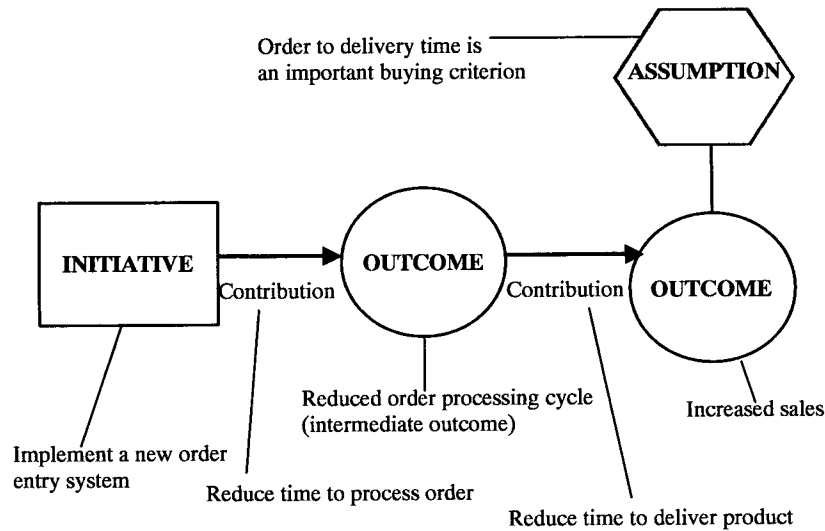 Order to delivery time is
an important buying criterion
ASSUMPTION
INITIATIVE
Contribution
OUTCOME
Contribution
OUTCOME
Reduced order processing cycle
(intermediate outcome)
Increased sales
Implement a new order
entry system
Reduce time to process order
Reduce time to deliver product